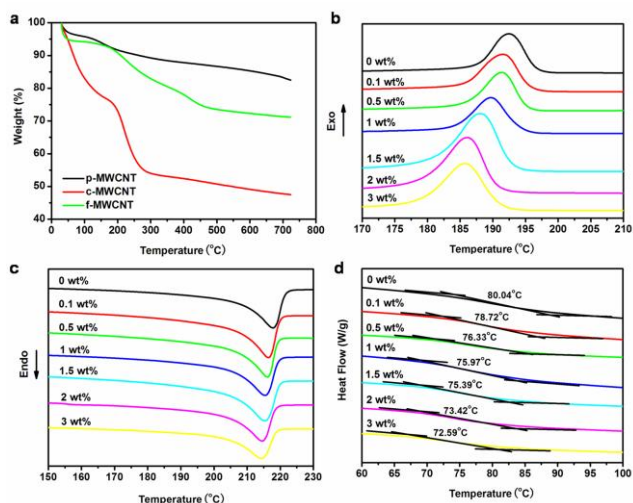 a
100
90
80
70
60
50
40
Weight (%)
p-MWCNT
c-MWCNT
f-MWCNT
0 100 200 300 400 500 600 700 800
Temperature (°C)
b
0 wt%
0.1 wt%
0.5 wt%
1 wt%
1.5 wt%
2 wt%
3 wt%
Exo
170 175 180 185 190 195 200 205 210
Temperature (°C)
c
0 wt%
0.1 wt%
0.5 wt%
1 wt%
1.5 wt%
2 wt%
3 wt%
Endo
150 160 170 180 190 200 210 220 230
Temperature (°C)
d
0 wt%
80.04°C
0.1 wt%
78.72°C
0.5 wt%
76.33°C
1 wt%
75.97°C
1.5 wt%
75.39°C
2 wt%
73.42°C
3 wt%
72.59°C
Heat Flow (W/g)
60 65 70 75 80 85 90 95 100
Temperature (°C)